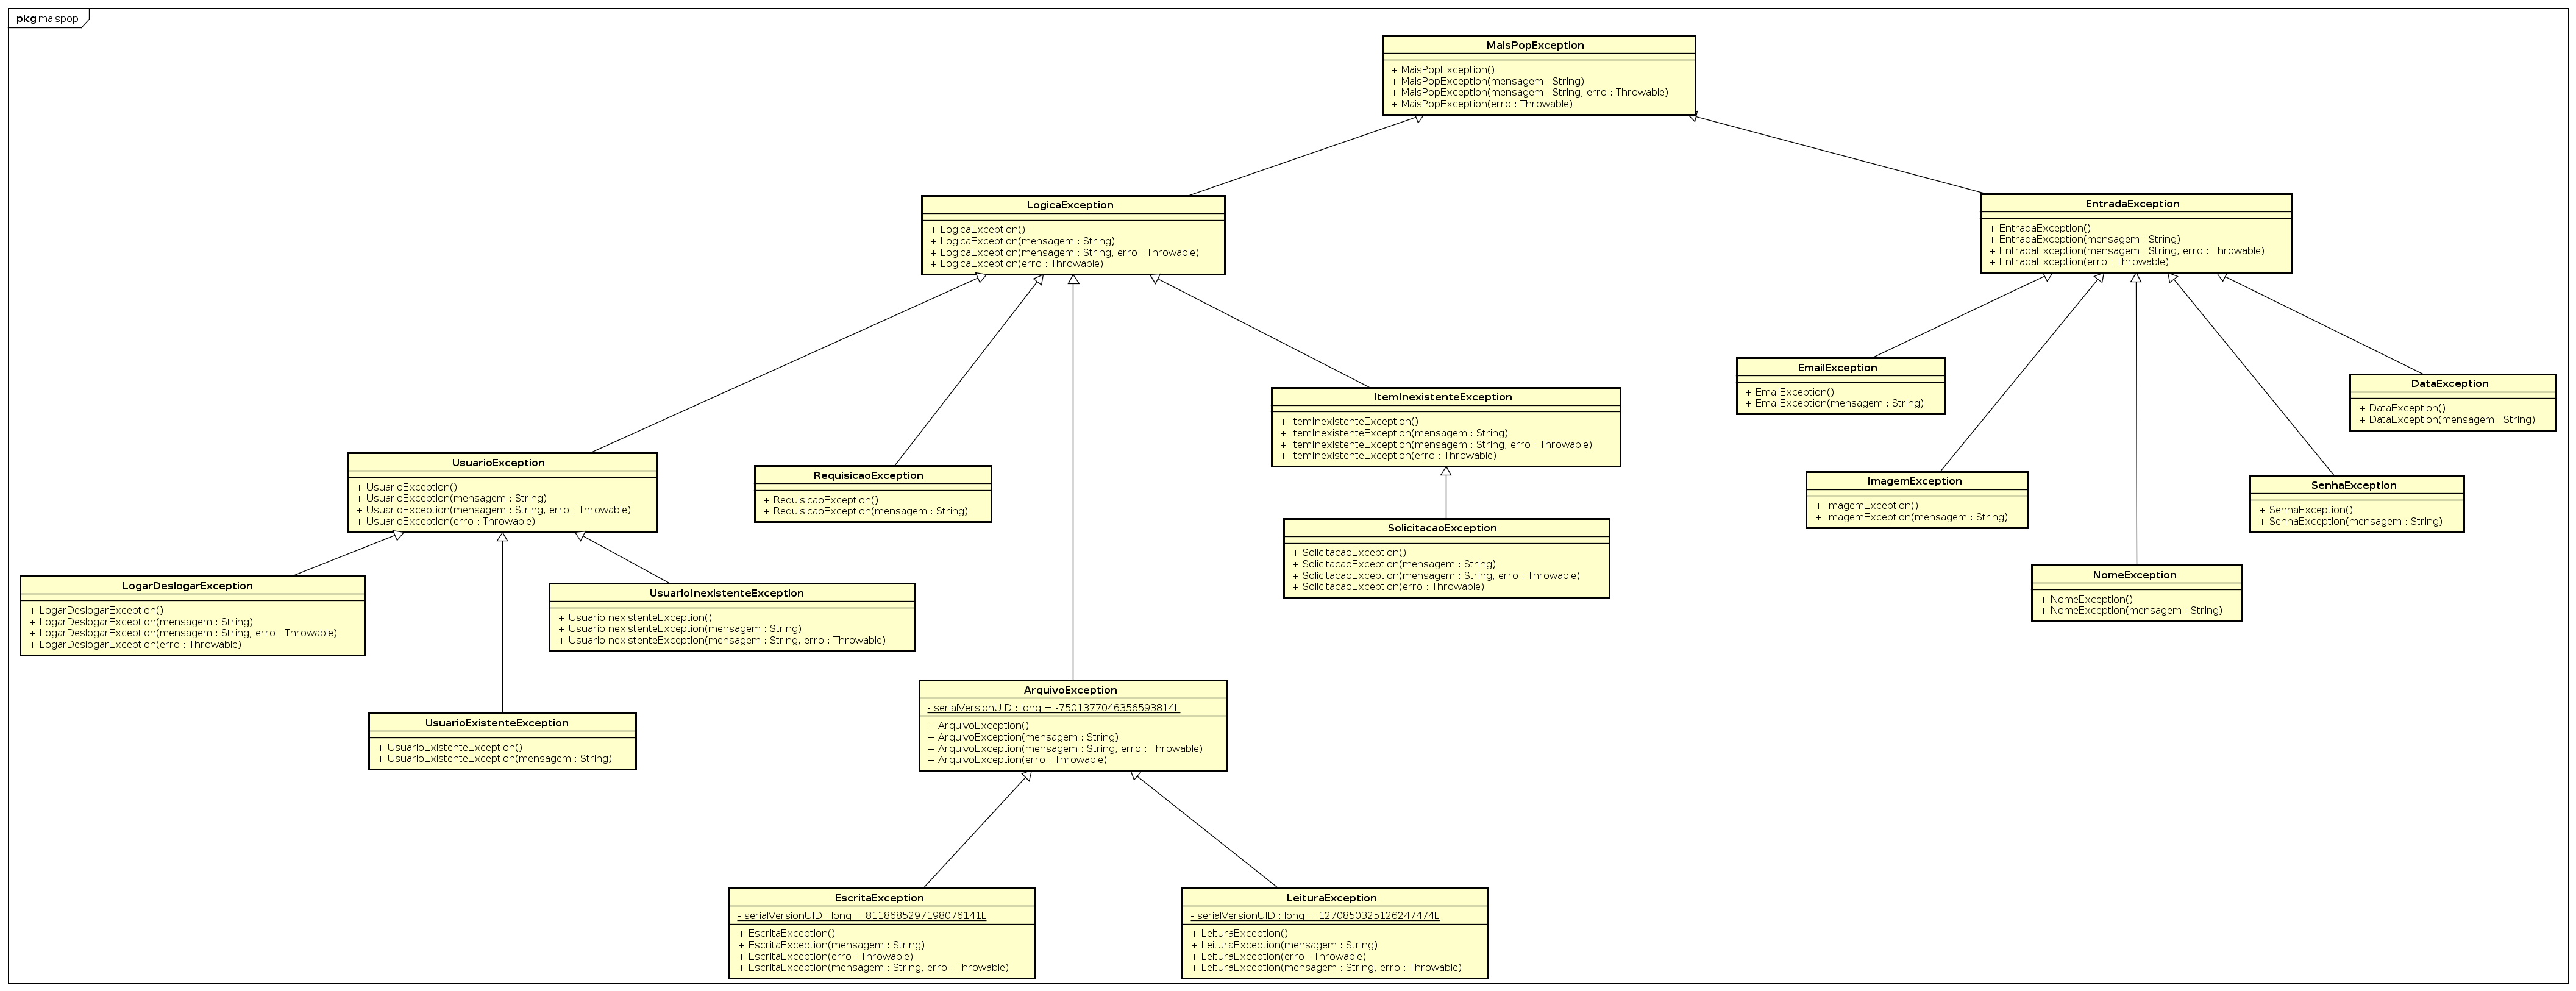 pkg maispop
MaisPopException
+ MaisPopException()
+ MaisPopException(mensagem : String)
+ MaisPopException(mensagem : String, erro : Throwable)
+ MaisPopException(erro : Throwable)
LogicaException
+ LogicaException()
+ LogicaException(mensagem : String)
+ LogicaException(mensagem : String, erro : Throwable)
+ LogicaException(erro : Throwable)
EntradaException
+ EntradaException()
+ EntradaException(mensagem : String)
+ EntradaException(mensagem : String, erro : Throwable)
+ EntradaException(erro : Throwable)
EmailException
+ EmailException()
+ EmailException(mensagem : String)
DataException
+ DataException()
+ DataException(mensagem : String)
ItemInexistenteException
+ ItemInexistenteException()
+ ItemInexistenteException(mensagem : String)
+ ItemInexistenteException(mensagem : String, erro : Throwable)
+ ItemInexistenteException(erro : Throwable)
UsuarioException
+ UsuarioException()
+ UsuarioException(mensagem : String)
+ UsuarioException(mensagem : String, erro : Throwable)
+ UsuarioException(erro : Throwable)
RequisicaoException
+ RequisicaoException()
+ RequisicaoException(mensagem : String)
ImagemException
+ ImagemException()
+ ImagemException(mensagem : String)
SenhaException
+ SenhaException()
+ SenhaException(mensagem : String)
SolicitacaoException
+ SolicitacaoException()
+ SolicitacaoException(mensagem : String)
+ SolicitacaoException(mensagem : String, erro : Throwable)
+ SolicitacaoException(erro : Throwable)
NomeException
+ NomeException()
+ NomeException(mensagem : String)
LogarDeslogarException
+ LogarDeslogarException()
+ LogarDeslogarException(mensagem : String)
+ LogarDeslogarException(mensagem : String, erro : Throwable)
+ LogarDeslogarException(erro : Throwable)
UsuarioInexistenteException
+ UsuarioInexistenteException()
+ UsuarioInexistenteException(mensagem : String)
+ UsuarioInexistenteException(mensagem : String, erro : Throwable)
UsuarioExistenteException
+ UsuarioExistenteException()
+ UsuarioExistenteException(mensagem : String)
ArquivoException
- serialVersionUID : long = -7501377046356593814L
+ ArquivoException()
+ ArquivoException(mensagem : String)
+ ArquivoException(mensagem : String, erro : Throwable)
+ ArquivoException(erro : Throwable)
EscritaException
- serialVersionUID : long = 8118685297198076141L
+ EscritaException()
+ EscritaException(mensagem : String)
+ EscritaException(erro : Throwable)
+ EscritaException(mensagem : String, erro : Throwable)
LeituraException
- serialVersionUID : long = 1270850325126247474L
+ LeituraException()
+ LeituraException(mensagem : String)
+ LeituraException(erro : Throwable)
+ LeituraException(mensagem : String, erro : Throwable)